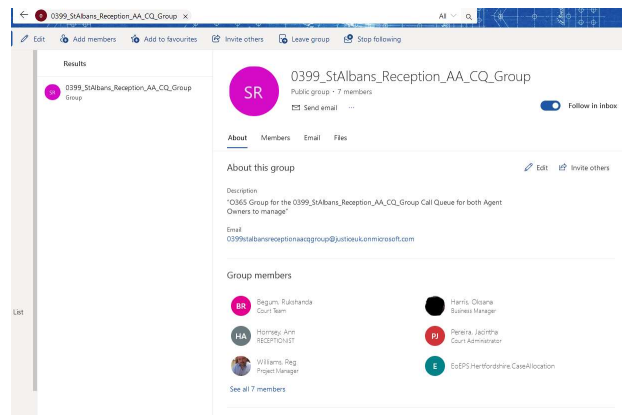 0399_StAlbans_Reception_AA_CQ_Group ×
All
Edit
Add members
Add to favourites
Invite others
Leave group
Stop following
Results
SR
0399_StAlbans_Reception_AA_CQ_Group
Group
SR
0399_StAlbans_Reception_AA_CQ_Group
Public group • 7 members
Send email ...
Follow in inbox
About
Members
Email
Files
About this group
Edit
Invite others
Description
"O365 Group for the 0399_StAlbans_Reception_AA_CQ_Group Call Queue for both Agent
Owners to manage"
Email
0399stalbansreceptionaacqgroup@justiceuk.onmicrosoft.com
Group members
BR
Begum, Rukshanda
Court Team
Harris, Oksana
Business Manager
HA
Hornsey, Ann
RECEPTIONIST
PJ
Pereira, Jacintha
Court Administrator
Williams, Reg
Project Manager
E
EoEPS.Hertfordshire.CaseAllocation
List
See all 7 members